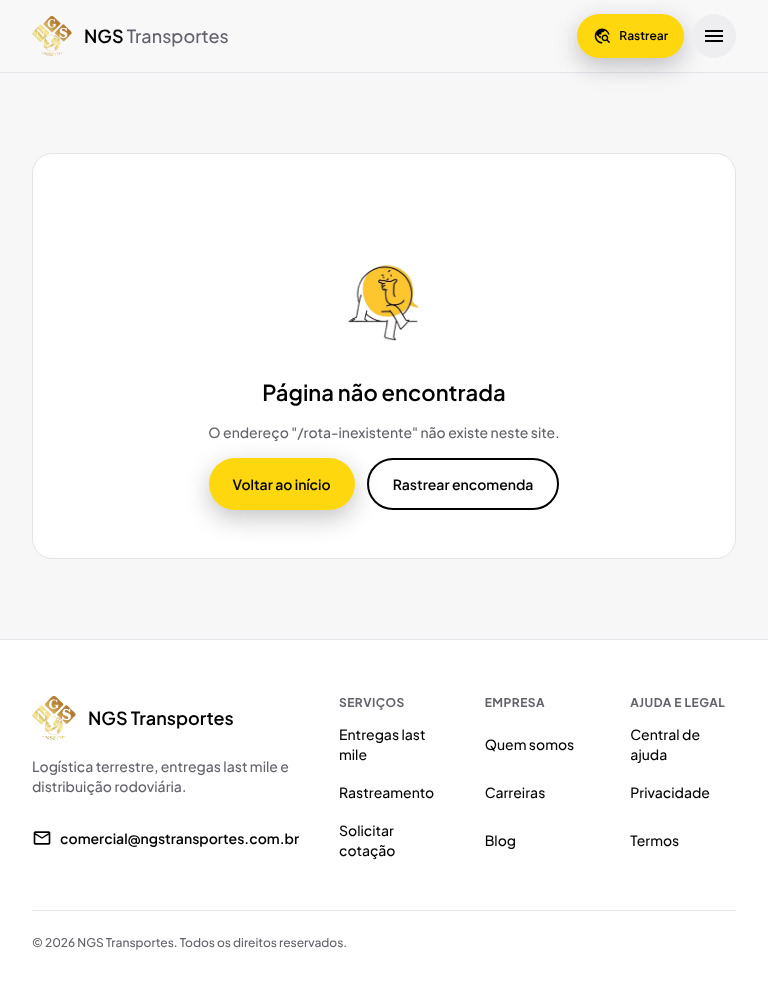 NGS Transportes
Rastrear
Página não encontrada
O endereço "/rota-inexistente" não existe neste site.
Voltar ao início
Rastrear encomenda
NGS Transportes
Logística terrestre, entregas last mile e
distribuição rodoviária.
comercial@ngstransportes.com.br
SERVIÇOS
Entregas last
mile
Rastreamento
Solicitar
cotação
EMPRESA
Quem somos
Carreiras
Blog
AJUDA E LEGAL
Central de
ajuda
Privacidade
Termos
© 2026 NGS Transportes. Todos os direitos reservados.